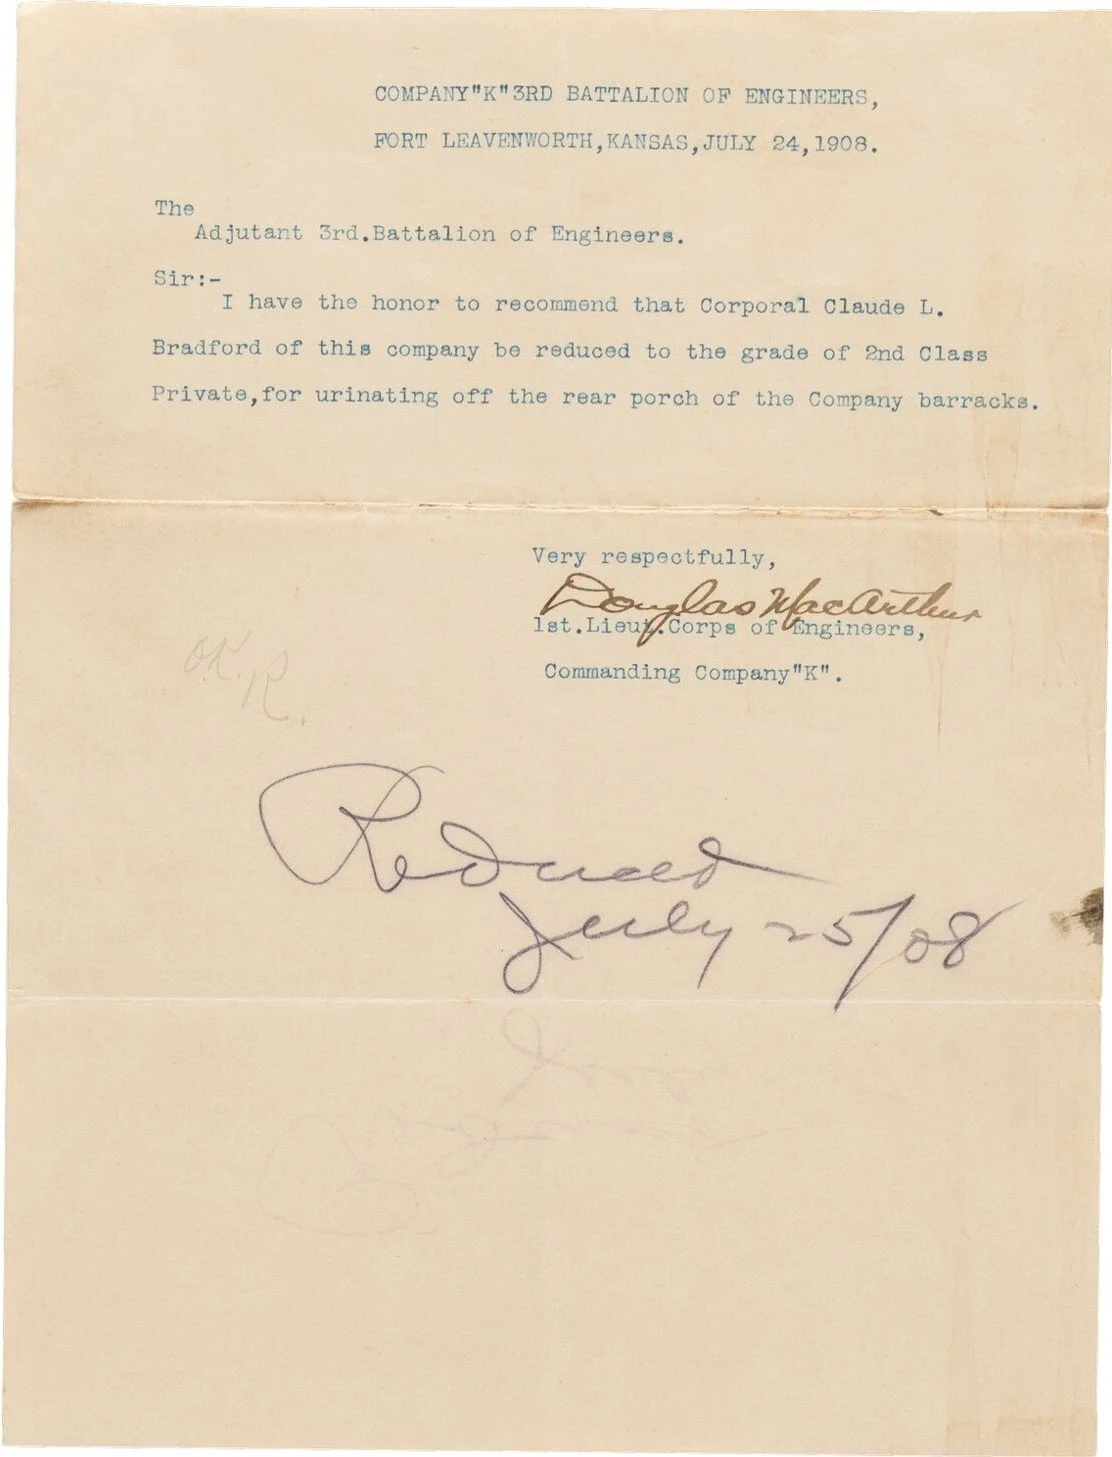 COMPANY"K"3RD BATTALION OF ENGINEERS,
FORT LEAVENWORTH,KANSAS,JULY 24,1908.
The
Adjutant 3rd.Battalion of Engineers.
Sir:-
I have the honor to recommend that Corporal Claude L.
Bradford of this company be reduced to the grade of 2nd Class
Private,for urinating off the rear porch of the Company barracks.
Very respectfully,
Douglas MacArthur
1st.Lieut.Corps of Engineers,
Commanding Company"K".
O.K. R.
Reduced
July 25/08